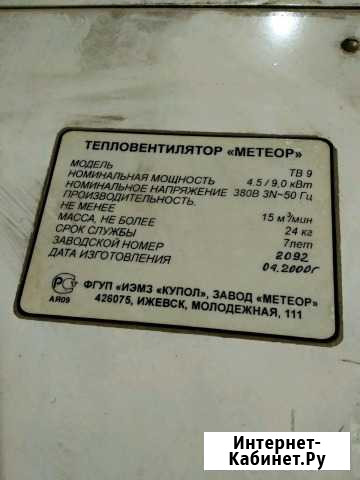 ТЕПЛОВЕНТИЛЯТОР «МЕТЕОР»
МОДЕЛЬ ТВ 9
НОМИНАЛЬНАЯ МОЩНОСТЬ 4.5 / 9,0 кВт
НОМИНАЛЬНОЕ НАПРЯЖЕНИЕ 380В 3N~50 Гц
ПРОИЗВОДИТЕЛЬНОСТЬ,
НЕ МЕНЕЕ 15 м³/мин
МАССА, НЕ БОЛЕЕ 24 кг
СРОК СЛУЖБЫ 7лет
ЗАВОДСКОЙ НОМЕР 2092
ДАТА ИЗГОТОВЛЕНИЯ 04.2000г
РС
АЯ09
ФГУП «ИЭМЗ «КУПОЛ», ЗАВОД «МЕТЕОР»
426075, ИЖЕВСК, МОЛОДЕЖНАЯ, 111
Интернет-
Кабинет.Ру